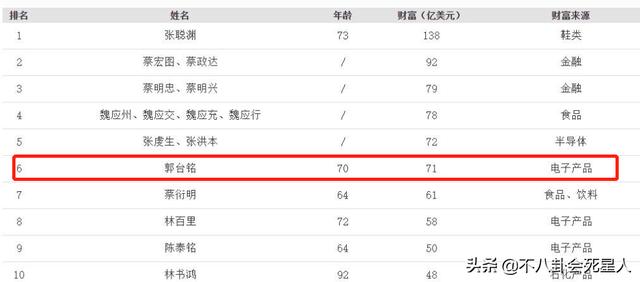 排名 姓名 年龄 财富（亿美元） 财富来源
1 张聪渊 73 138 鞋类
2 蔡宏图、蔡政达 / 92 金融
3 蔡明忠、蔡明兴 / 79 金融
4 魏应州、魏应交、魏应充、魏应行 / 78 食品
5 张虔生、张洪本 / 72 半导体
6 郭台铭 70 71 电子产品
7 蔡衍明 64 61 食品、饮料
8 林百里 72 58 电子产品
9 陈泰铭 64 50 电子产品
10 林书鸿 92 48 石化产品
头条 @不八卦会死星人